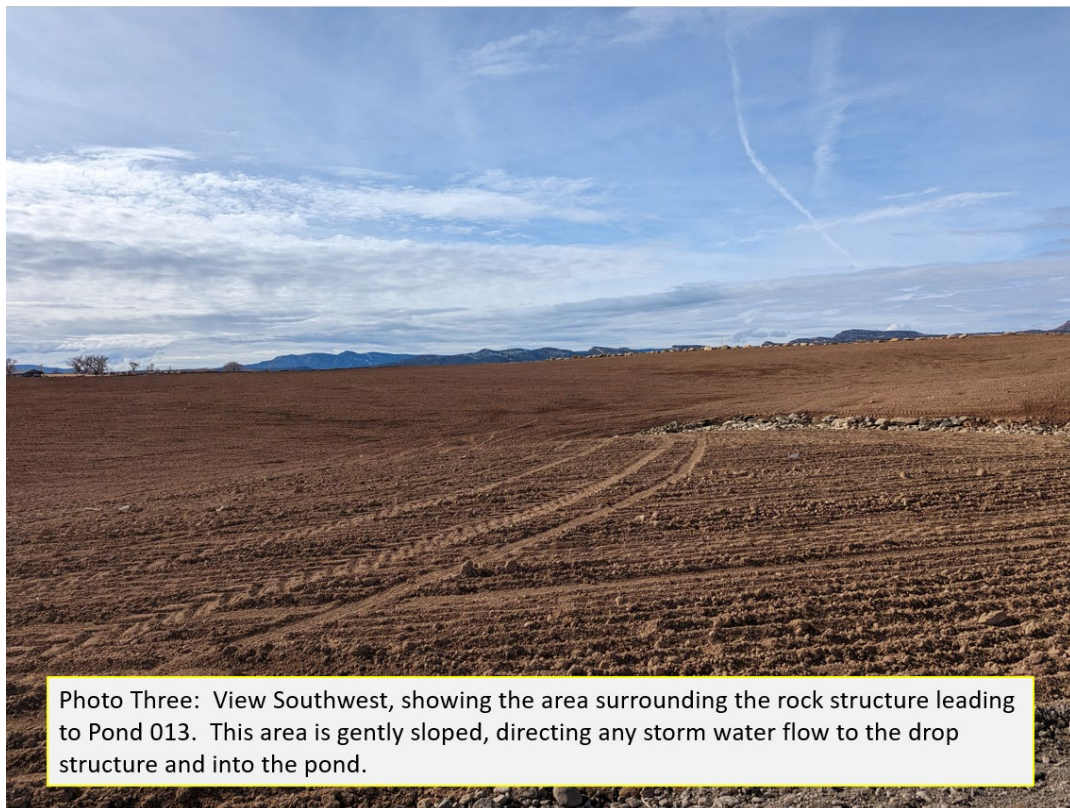 Photo Three:  View Southwest, showing the area surrounding the rock structure leading
to Pond 013.  This area is gently sloped, directing any storm water flow to the drop
structure and into the pond.